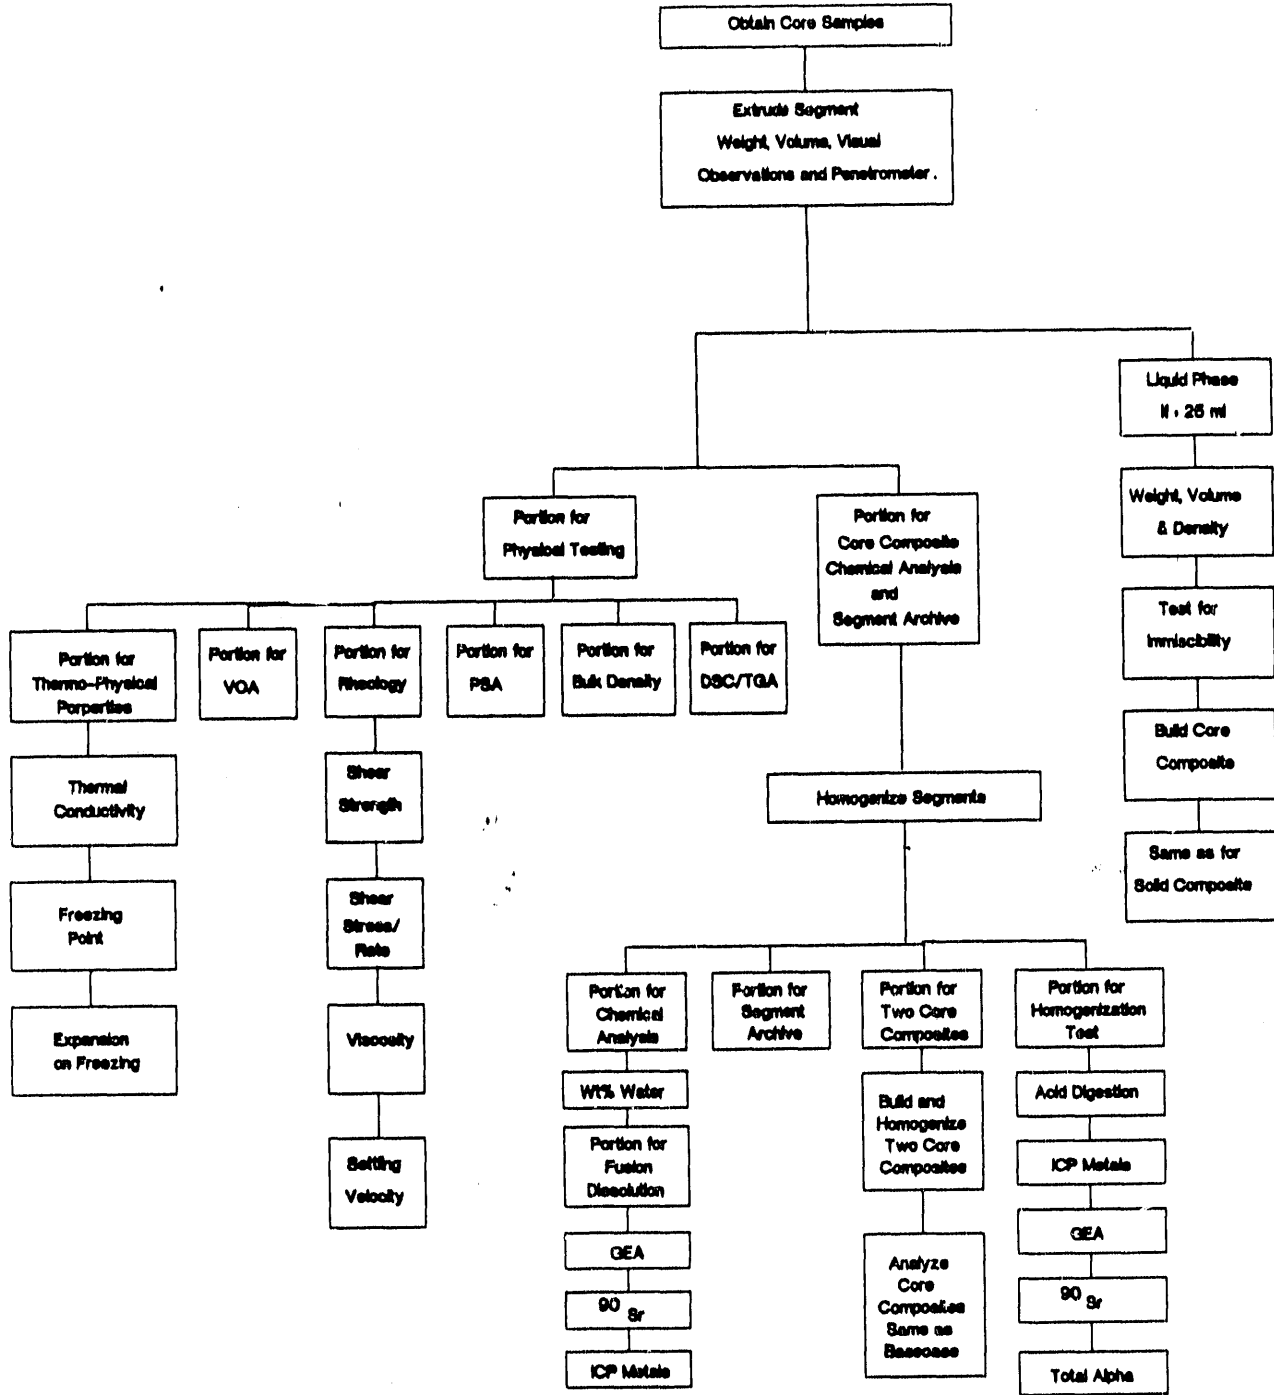 Obtain Core Samples
Extrude Segment
Weight, Volume, Visual
Observations and Penetrometer.
Liquid Phase
25 ml
Weight, Volume
& Density
Test for
Immiscibility
Build Core
Composite
Same as for
Solid Composite
Portion for
Physical Testing
Portion for
Core Composite
Chemical Analysis
and
Segment Archive
Portion for
Thermo-Physical
Porperties
Thermal
Conductivity
Freezing
Point
Expansion
on Freezing
Portion for
VOA
Portion for
Rheology
Shear
Strength
Shear
Stress/
Rate
Viscosity
Settling
Velocity
Portion for
PSA
Portion for
Bulk Density
Portion for
DSC/TGA
Homogenize Segments
Portion for
Chemical
Analysis
Wt% Water
Portion for
Fusion
Dissolution
GEA
90 Sr
ICP Metals
Portion for
Segment
Archive
Portion for
Two Core
Composites
Build and
Homogenize
Two Core
Composites
Analyze
Core
Composites
Same as
Basecase
Portion for
Homogenization
Test
Acid Digestion
ICP Metals
GEA
90 Sr
Total Alpha